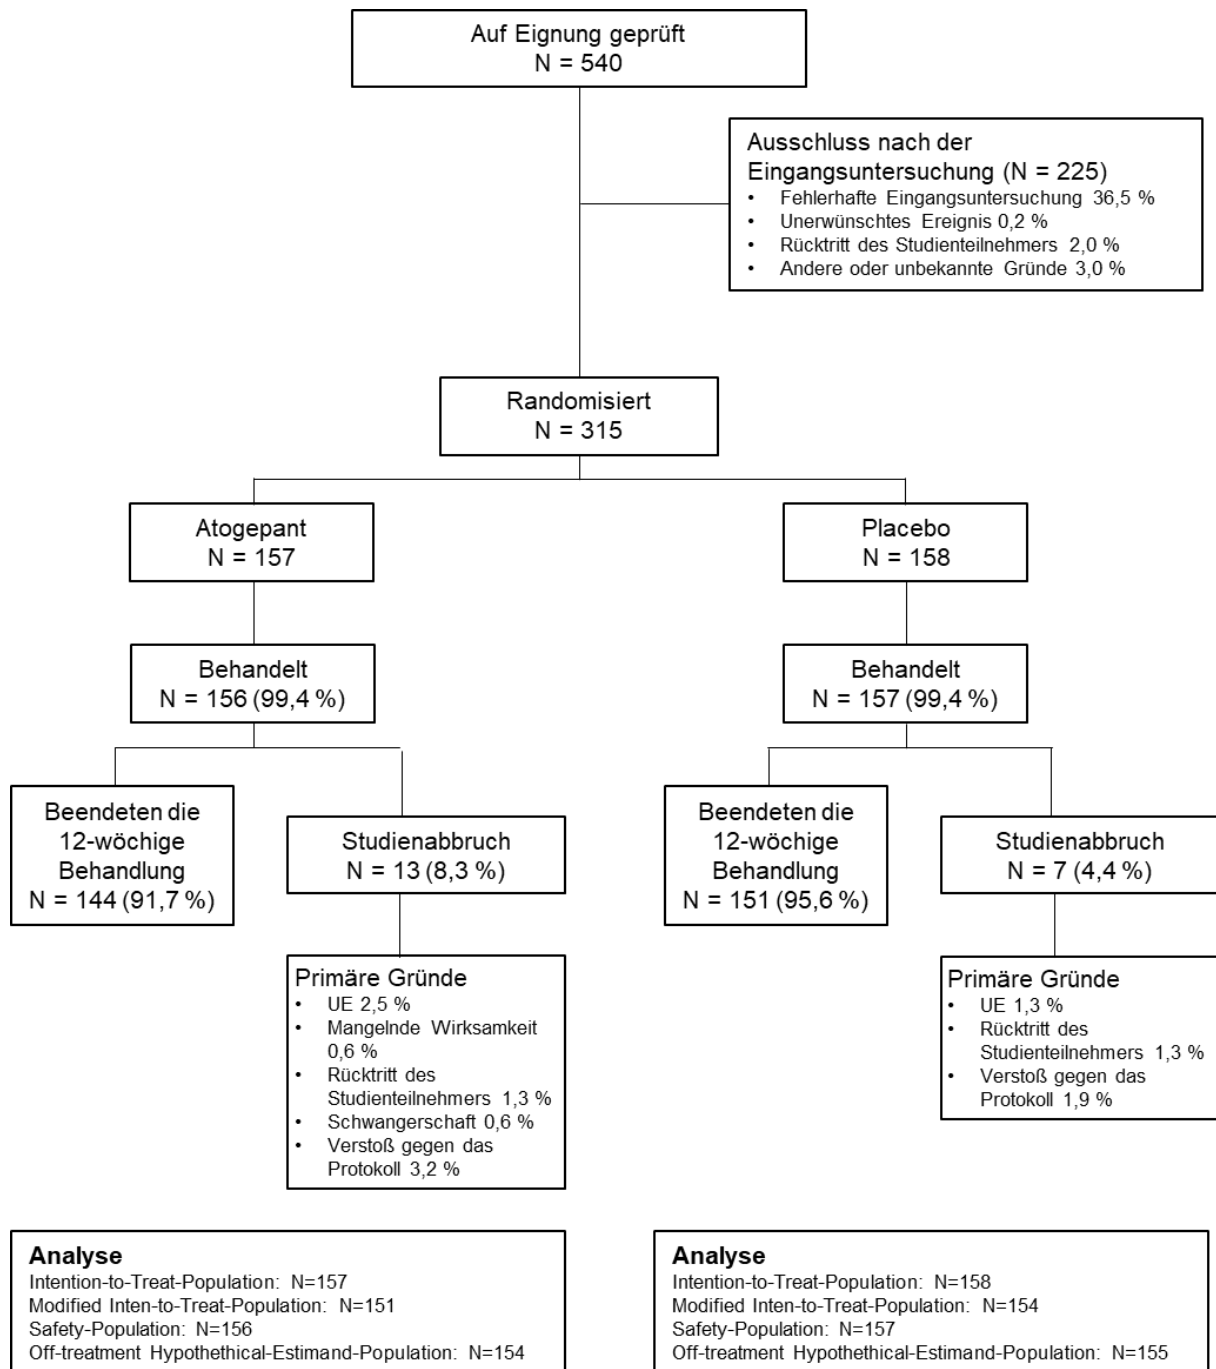 Auf Eignung geprüft
N = 540
Ausschluss nach der
Eingangsuntersuchung (N = 225)
• Fehlerhafte Eingangsuntersuchung 36,5 %
• Unerwünschtes Ereignis 0,2 %
• Rücktritt des Studienteilnehmers 2,0 %
• Andere oder unbekannte Gründe 3,0 %
Randomisiert
N = 315
Atogepant
N = 157
Placebo
N = 158
Behandelt
N = 156 (99,4 %)
Behandelt
N = 157 (99,4 %)
Beendeten die
12-wöchige
Behandlung
N = 144 (91,7 %)
Studienabbruch
N = 13 (8,3 %)
Beendeten die
12-wöchige
Behandlung
N = 151 (95,6 %)
Studienabbruch
N = 7 (4,4 %)
Primäre Gründe
• UE 2,5 %
• Mangelnde Wirksamkeit
0,6 %
• Rücktritt des
Studienteilnehmers 1,3 %
• Schwangerschaft 0,6 %
• Verstoß gegen das
Protokoll 3,2 %
Primäre Gründe
• UE 1,3 %
• Rücktritt des
Studienteilnehmers 1,3 %
• Verstoß gegen das
Protokoll 1,9 %
Analyse
Intention-to-Treat-Population: N=157
Modified Inten-to-Treat-Population: N=151
Safety-Population: N=156
Off-treatment Hypothethical-Estimand-Population: N=154
Analyse
Intention-to-Treat-Population: N=158
Modified Inten-to-Treat-Population: N=154
Safety-Population: N=157
Off-treatment Hypothethical-Estimand-Population: N=155